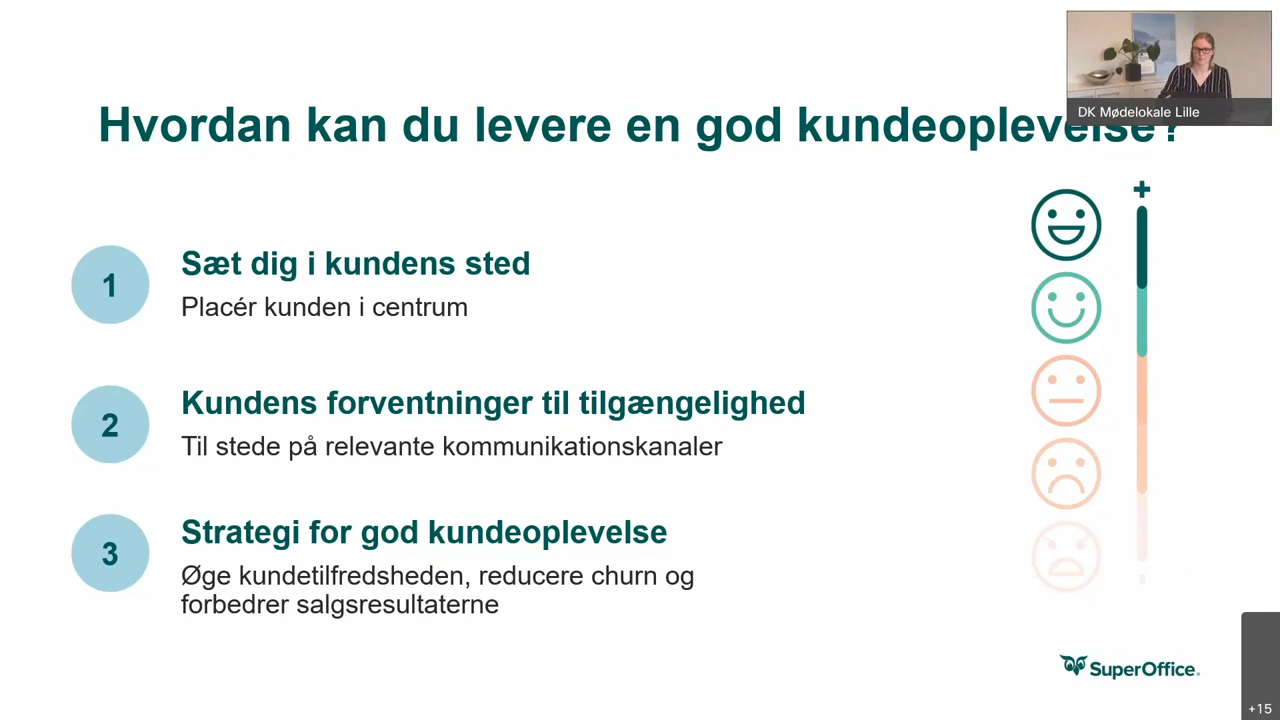 DK Mødelokale Lille
Hvordan kan du levere en god kundeoplevelse?
+
1
Sæt dig i kundens sted
Placér kunden i centrum
2
Kundens forventninger til tilgængelighed
Til stede på relevante kommunikationskanaler
3
Strategi for god kundeoplevelse
Øge kundetilfredsheden, reducere churn og
forbedrer salgsresultaterne
SuperOffice.
+15